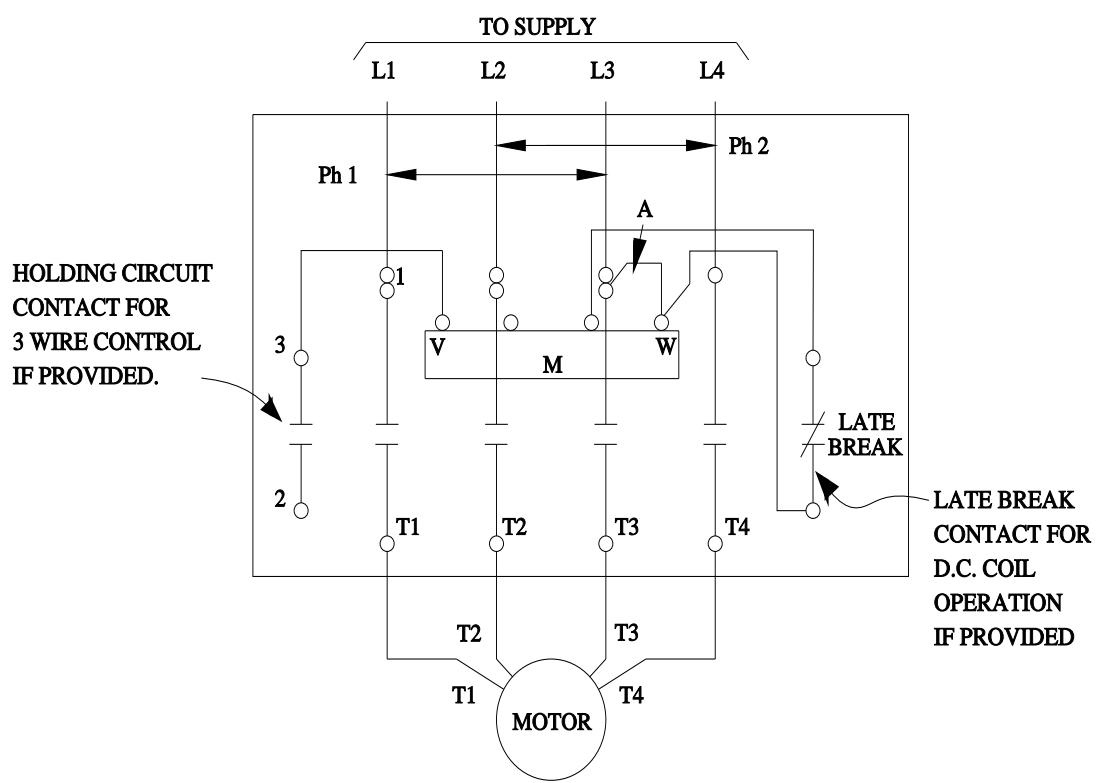 TO SUPPLY
L1 L2 L3 L4
Ph 2
Ph 1
A
HOLDING CIRCUIT
CONTACT FOR
3 WIRE CONTROL
IF PROVIDED.
1
3
V
W
M
LATE
BREAK
2
T1 T2 T3 T4
LATE BREAK
CONTACT FOR
D.C. COIL
OPERATION
IF PROVIDED
T2 T3
T1 T4
MOTOR